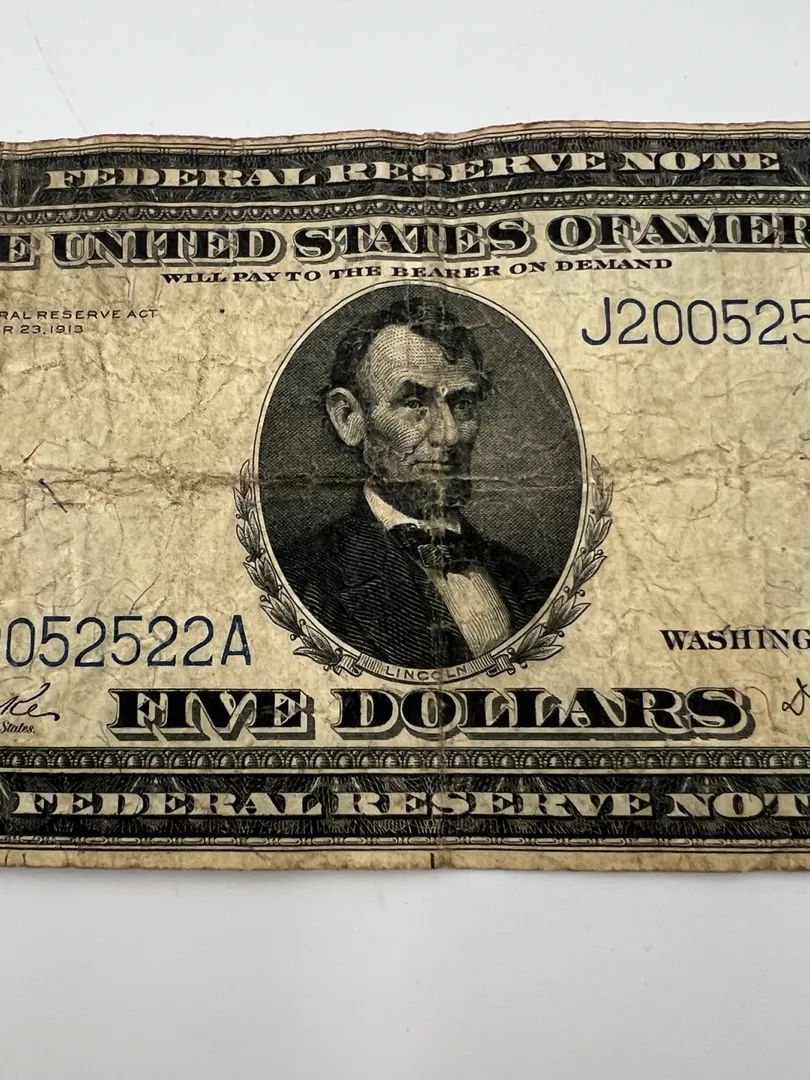 FEDERAL RESERVE NOTE
E UNITED STATES OF AMER
WILL PAY TO THE BEARER ON DEMAND
RAL RESERVE ACT
R 23, 1913
J200525
052522A
WASHING
LINCOLN
States.
FIVE DOLLARS
FEDERAL RESERVE NOT